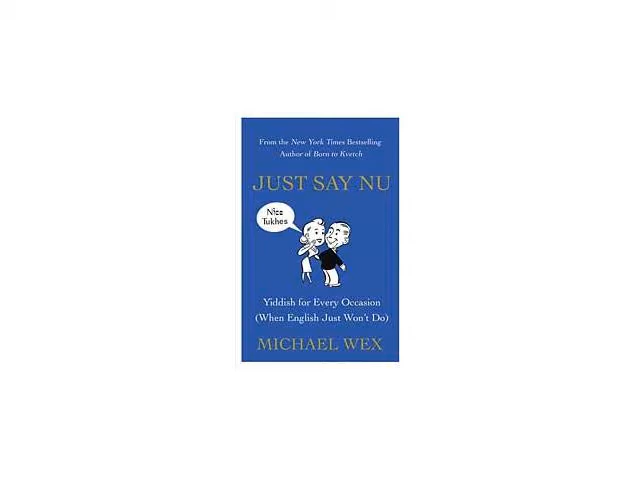 From the New York Times Bestselling
Author of Born to Kvetch
JUST SAY NU
Nice
Tukhes
Yiddish for Every Occasion
(When English Just Won't Do)
MICHAEL WEX